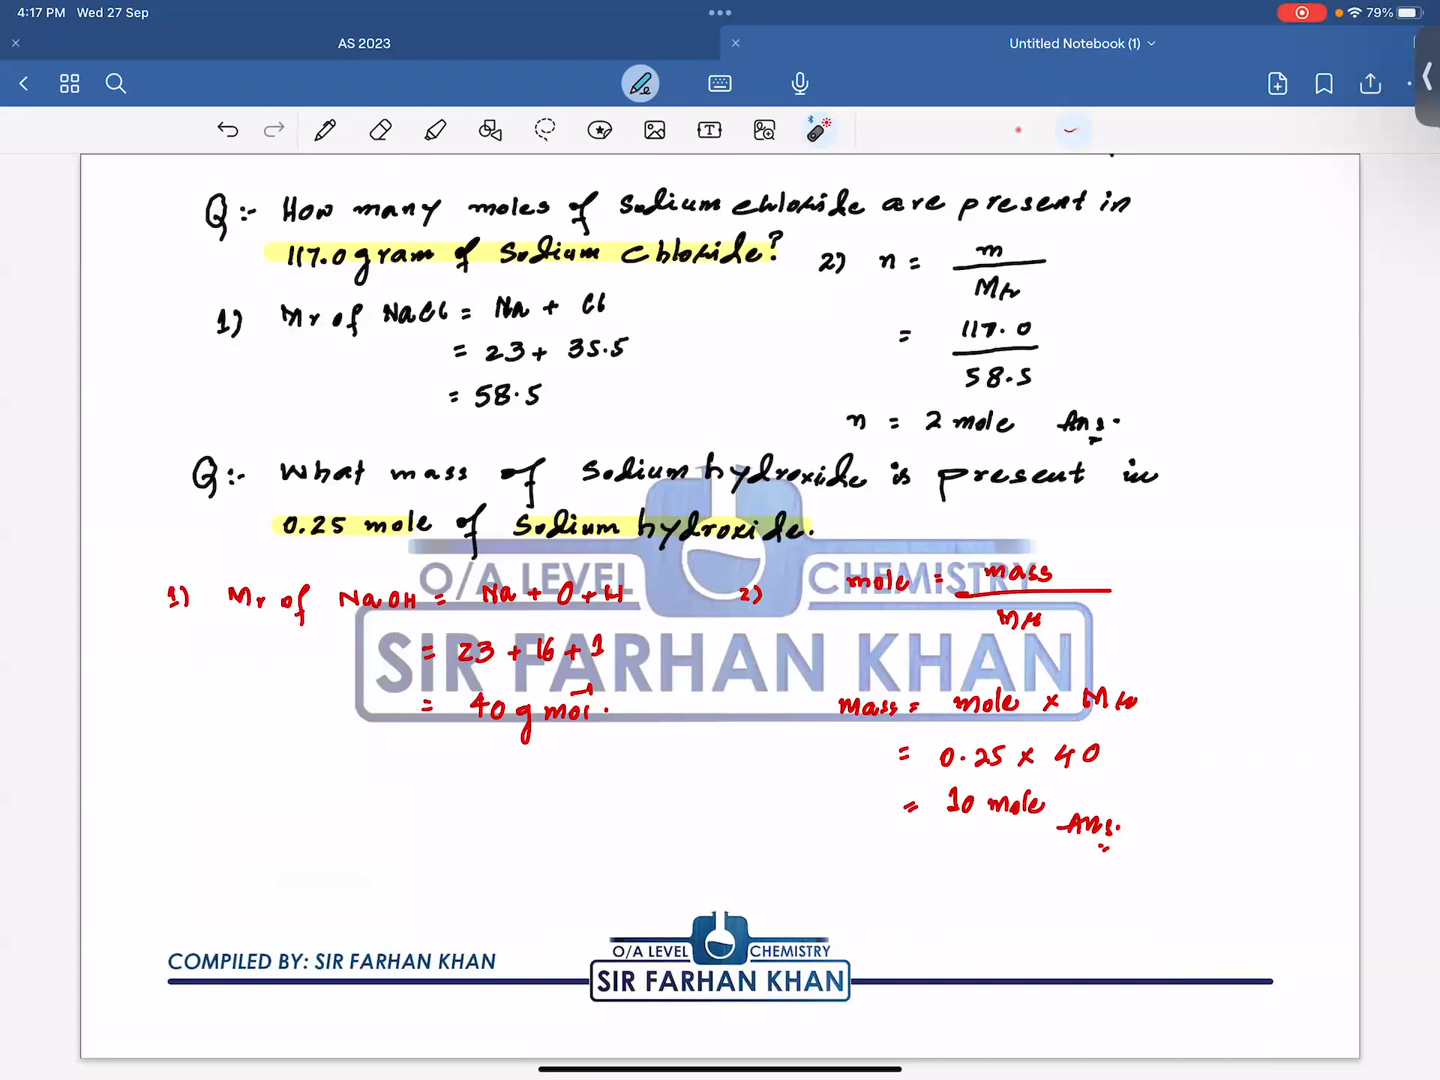 4:17 PM Wed 27 Sep
79%
AS 2023
Untitled Notebook (1)
Q:- How many moles of Sodium chloride are present in
117.0 gram of Sodium chloride?
1) Mr of NaCl = Na + Cl
= 23 + 35.5
= 58.5
2) n = m
Mr
= 117.0
58.5
n = 2 mole Ans.
Q:- What mass of Sodium hydroxide is present in
0.25 mole of Sodium hydroxide.
1) Mr of NaOH = Na + O + H
= 23 + 16 + 1
= 40 g mol⁻¹.
2) mole = mass
Mr
mass = mole × Mr
= 0.25 × 40
= 10 mole Ans.
O/A LEVEL CHEMISTRY
SIR FARHAN KHAN
COMPILED BY: SIR FARHAN KHAN
O/A LEVEL CHEMISTRY
SIR FARHAN KHAN